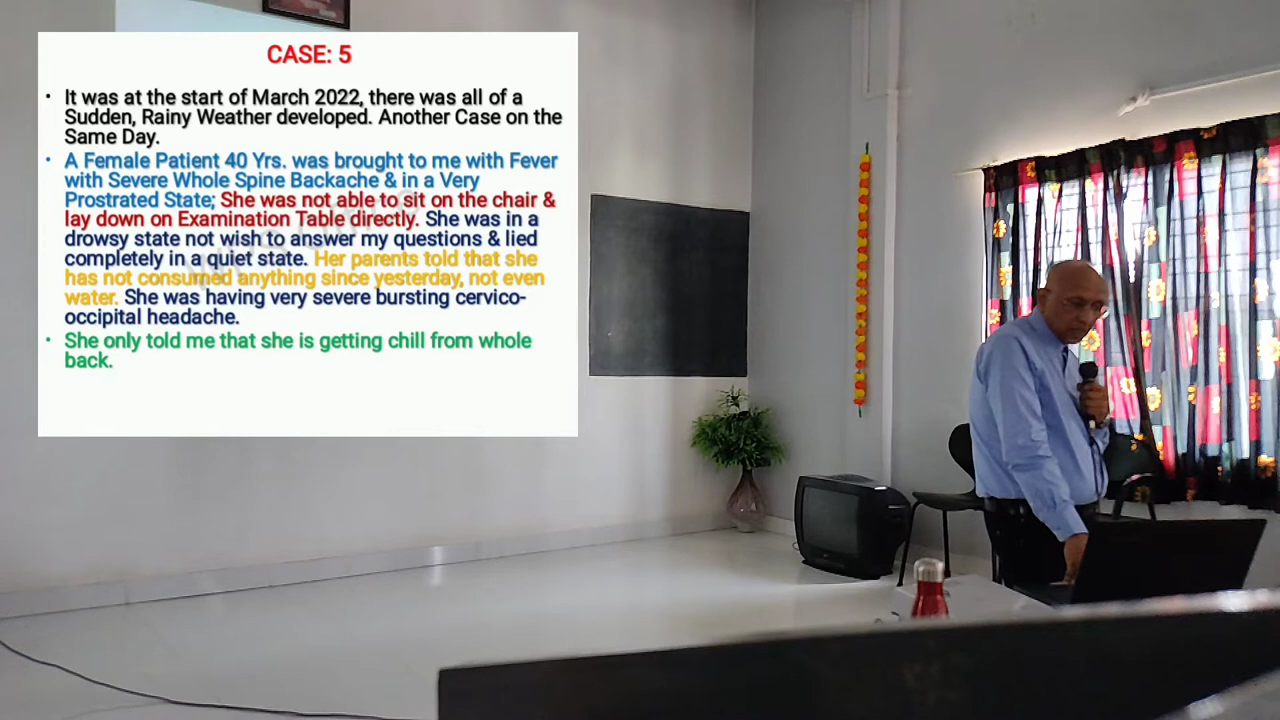 CASE: 5
• It was at the start of March 2022, there was all of a
Sudden, Rainy Weather developed. Another Case on the
Same Day.
• A Female Patient 40 Yrs. was brought to me with Fever
with Severe Whole Spine Backache & in a Very
Prostrated State; She was not able to sit on the chair &
lay down on Examination Table directly. She was in a
drowsy state not wish to answer my questions & lied
completely in a quiet state. Her parents told that she
has not consumed anything since yesterday, not even
water. She was having very severe bursting cervico-
occipital headache.
• She only told me that she is getting chill from whole
back.